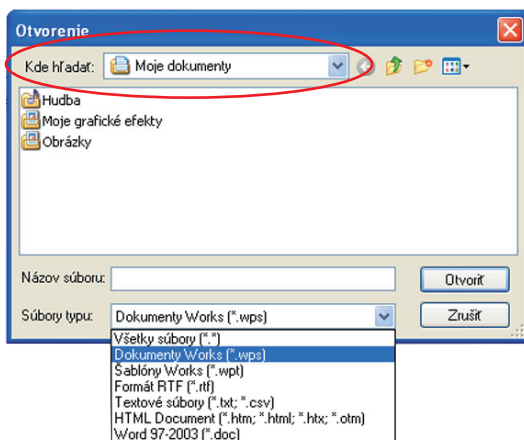 Otvorenie
Kde hľadať: Moje dokumenty
Hudba
Moje grafické efekty
Obrázky
Názov súboru:
Otvoriť
Súbory typu: Dokumenty Works (*.wps)
Zrušiť
Všetky súbory (*.*)
Dokumenty Works (*.wps)
Šablóny Works (*.wpt)
Formát RTF (*.rtf)
Textové súbory (*.txt; *.csv)
HTML Document (*.htm; *.html; *.htx; *.otm)
Word 97-2003 (*.doc)